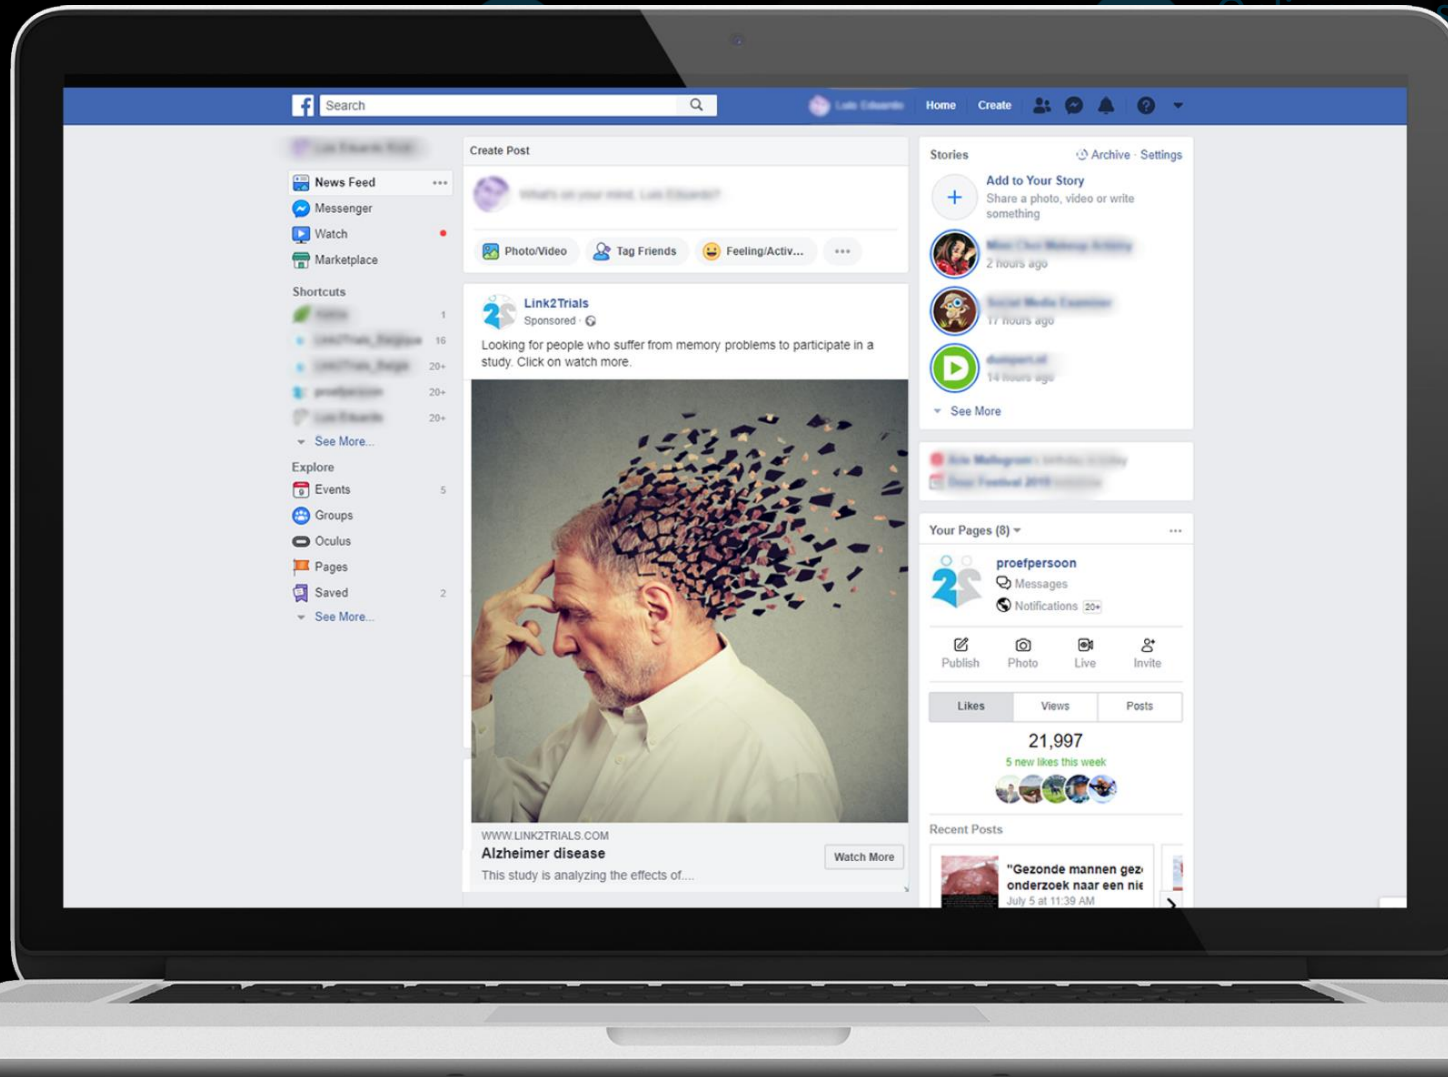 Search
Home
Create
News Feed
Messenger
Watch
Marketplace
Shortcuts
1
16
20+
20+
20+
See More...
Explore
Events 5
Groups
Oculus
Pages
Saved 2
See More...
Create Post
Photo/Video
Tag Friends
Feeling/Activ...
Link2Trials
Sponsored ·
Looking for people who suffer from memory problems to participate in a
study. Click on watch more.
WWW.LINK2TRIALS.COM
Alzheimer disease
This study is analyzing the effects of....
Watch More
Stories
Archive · Settings
Add to Your Story
Share a photo, video or write
something
2 hours ago
17 hours ago
14 hours ago
See More
Your Pages (8)
proefpersoon
Messages
Notifications 20+
Publish
Photo
Live
Invite
Likes
Views
Posts
21,997
5 new likes this week
Recent Posts
"Gezonde mannen gez
onderzoek naar een nie
July 5 at 11:39 AM